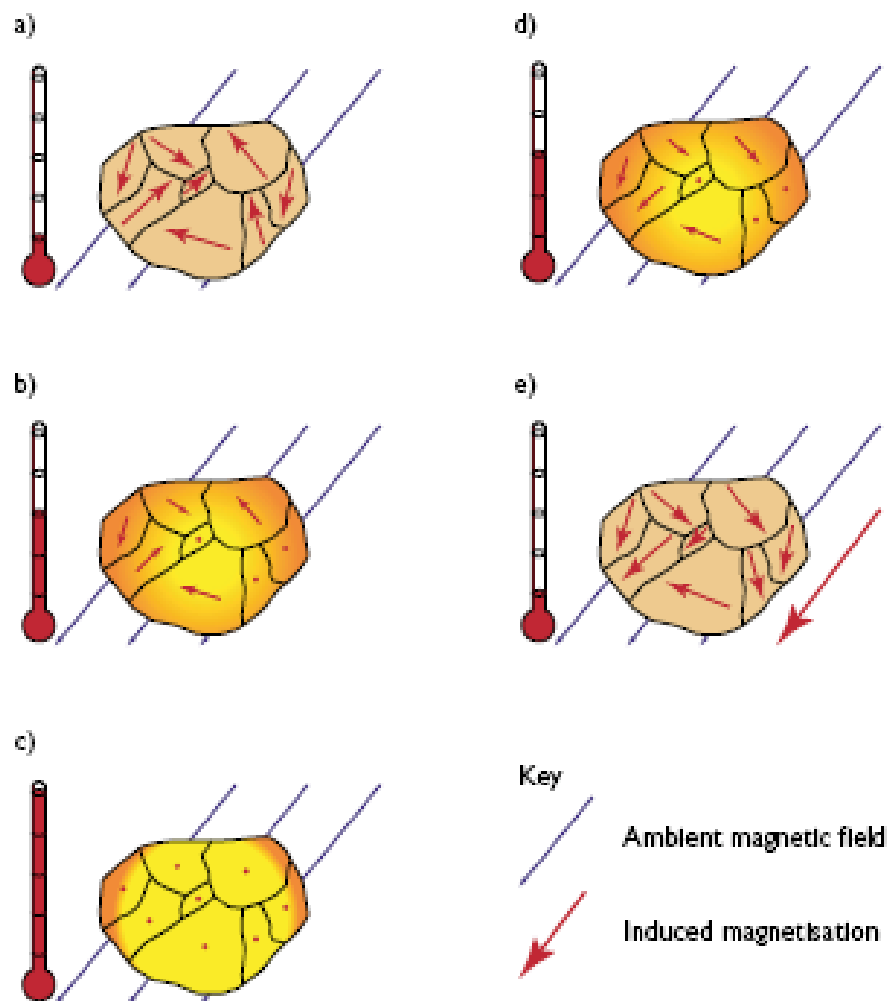 a)
d)
b)
e)
c)
Key
Ambient magnetic field
Induced magnetisation